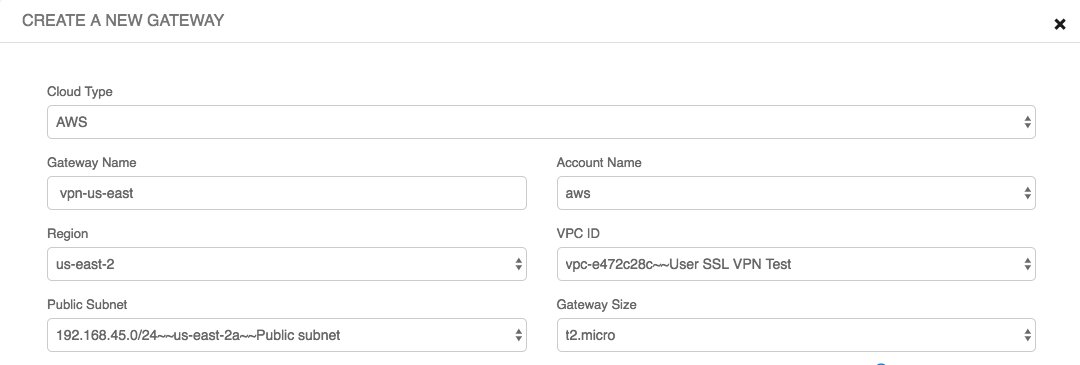 CREATE A NEW GATEWAY
Cloud Type
AWS
Gateway Name
Account Name
vpn-us-east
aws
Region
VPC ID
us-east-2
vpc-e472c28c~~User SSL VPN Test
Public Subnet
Gateway Size
192.168.45.0/24~~us-east-2a~~Public subnet
t2.micro